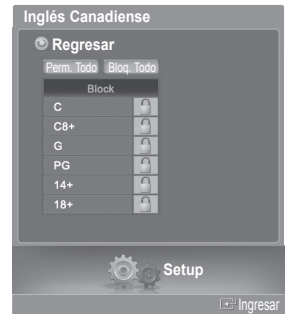 Inglés Canadiense
Regresar
Perm. Todo Bloq. Todo
Block
C
C8+
G
PG
14+
18+
Setup
Ingresar